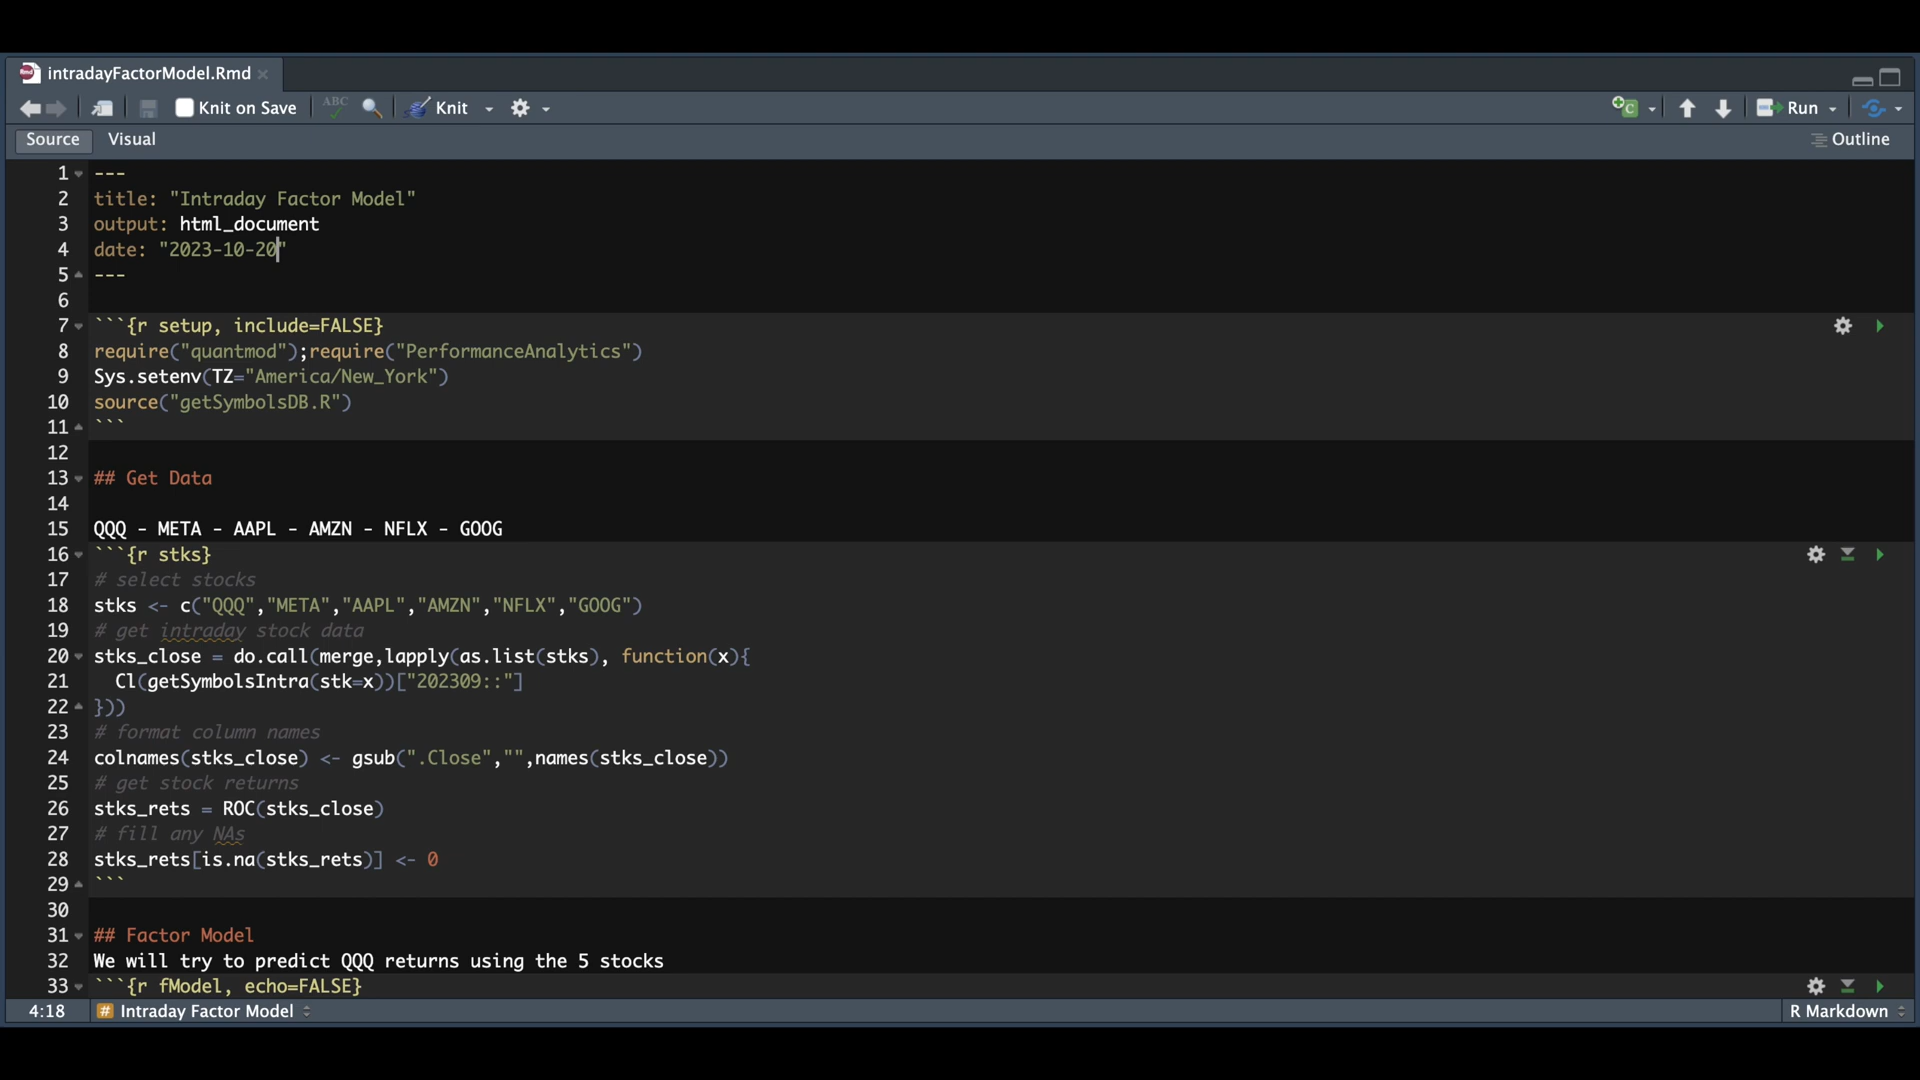 intradayFactorModel.Rmd
Knit on Save ABC Knit Run
Source Visual Outline
1 ---
2 title: "Intraday Factor Model"
3 output: html_document
4 date: "2023-10-20"
5 ---
6
7 ```{r setup, include=FALSE}
8 require("quantmod");require("PerformanceAnalytics")
9 Sys.setenv(TZ="America/New_York")
10 source("getSymbolsDB.R")
11 ```
12
13 ## Get Data
14
15 QQQ - META - AAPL - AMZN - NFLX - GOOG
16 ```{r stks}
17 # select stocks
18 stks <- c("QQQ","META","AAPL","AMZN","NFLX","GOOG")
19 # get intraday stock data
20 stks_close = do.call(merge,lapply(as.list(stks), function(x){
21   Cl(getSymbolsIntra(stk=x))["202309::"]
22 }))
23 # format column names
24 colnames(stks_close) <- gsub(".Close","",names(stks_close))
25 # get stock returns
26 stks_rets = ROC(stks_close)
27 # fill any NAs
28 stks_rets[is.na(stks_rets)] <- 0
29 ```
30
31 ## Factor Model
32 We will try to predict QQQ returns using the 5 stocks
33 ```{r fModel, echo=FALSE}
4:18 # Intraday Factor Model R Markdown